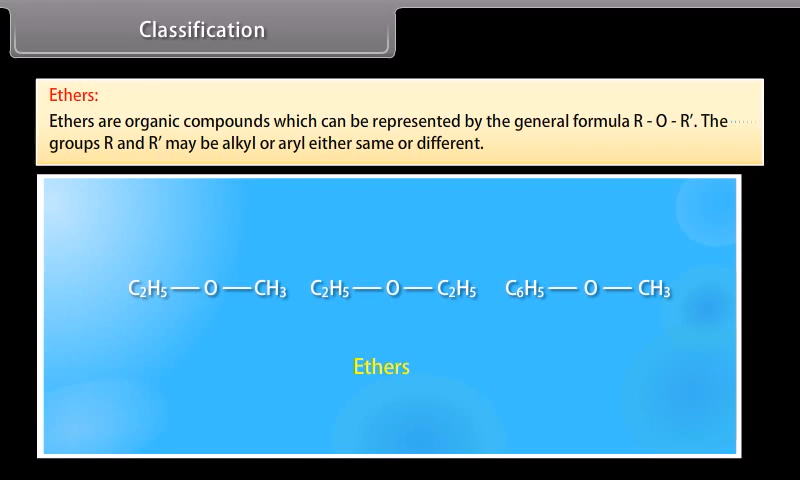 Classification
Ethers:
Ethers are organic compounds which can be represented by the general formula R - O - R′. The
groups R and R′ may be alkyl or aryl either same or different.
C₂H₅ — O — CH₃ C₂H₅ — O — C₂H₅ C₆H₅ — O — CH₃
Ethers